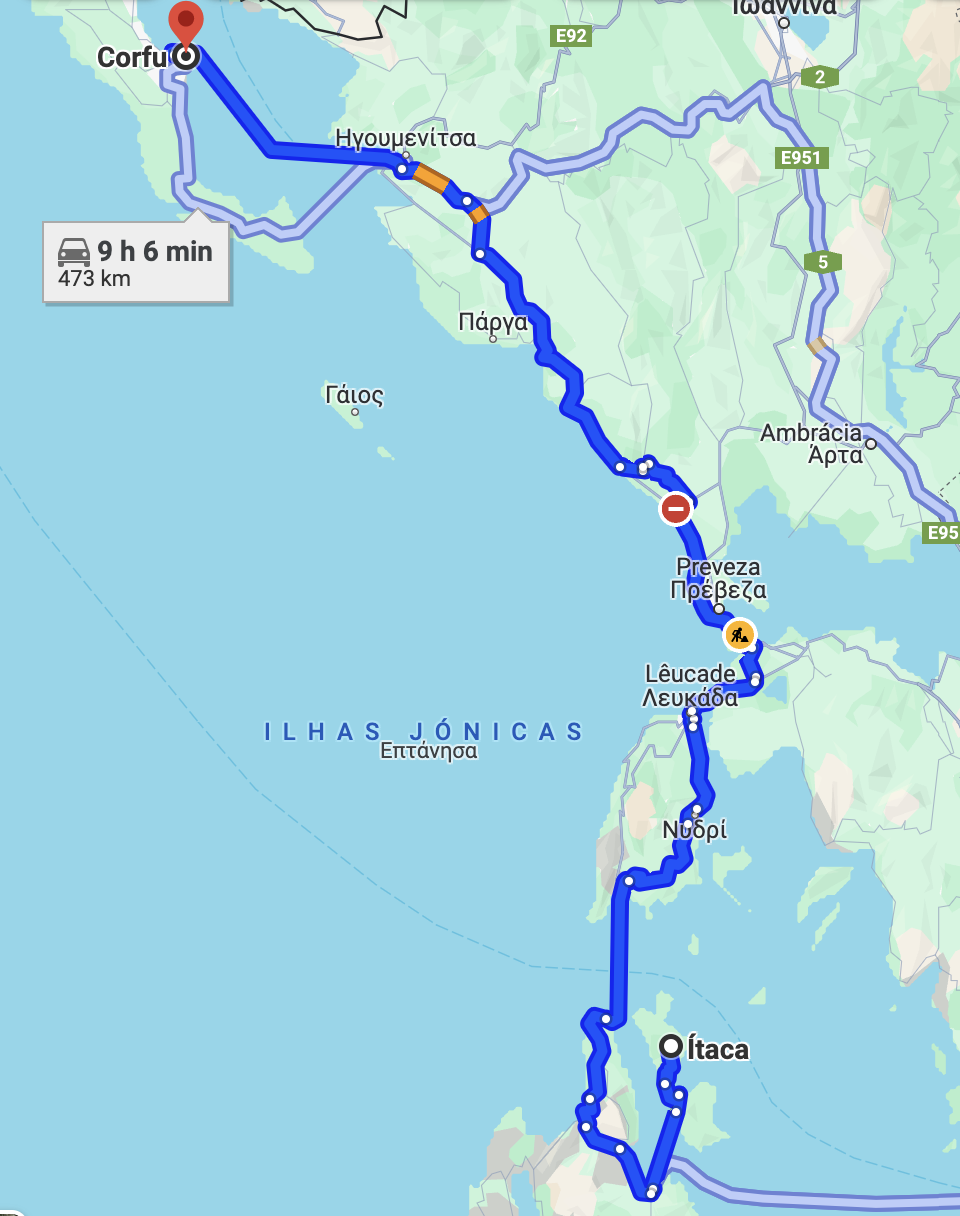 Ιωάννινα
E92
Corfu
2
Ηγουμενίτσα
E951
9 h 6 min
473 km
5
Πάργα
Γάιος
Ambrácia
Άρτα
E95
Preveza
Πρέβεζα
Lêucade
Λευκάδα
ILHAS JÓNICAS
Επτάνησα
Νυδρί
Ítaca